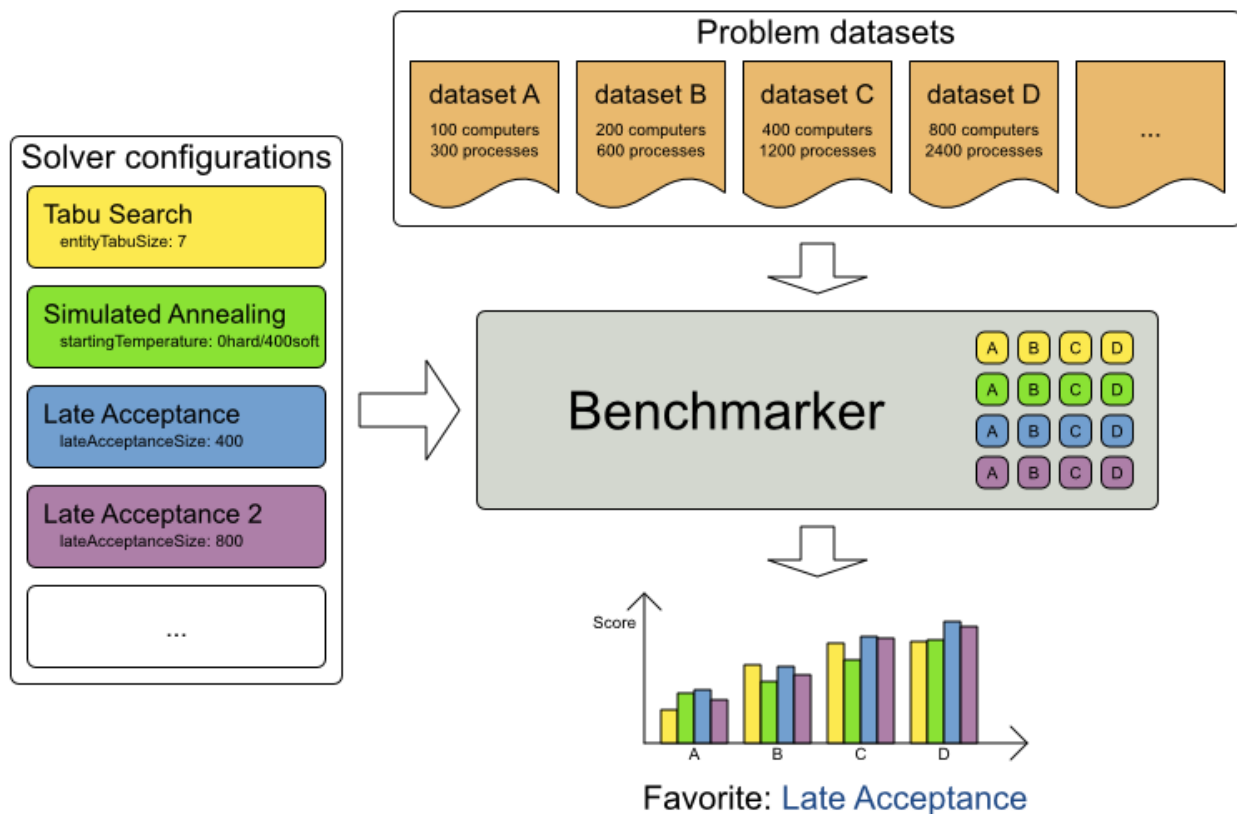 Problem datasets
dataset A
100 computers
300 processes
dataset B
200 computers
600 processes
dataset C
400 computers
1200 processes
dataset D
800 computers
2400 processes
...
Solver configurations
Tabu Search
entityTabuSize: 7
Simulated Annealing
startingTemperature: 0hard/400soft
Late Acceptance
lateAcceptanceSize: 400
Late Acceptance 2
lateAcceptanceSize: 800
...
Benchmarker
A B C D
A B C D
A B C D
A B C D
Score
A B C D
Favorite: Late Acceptance